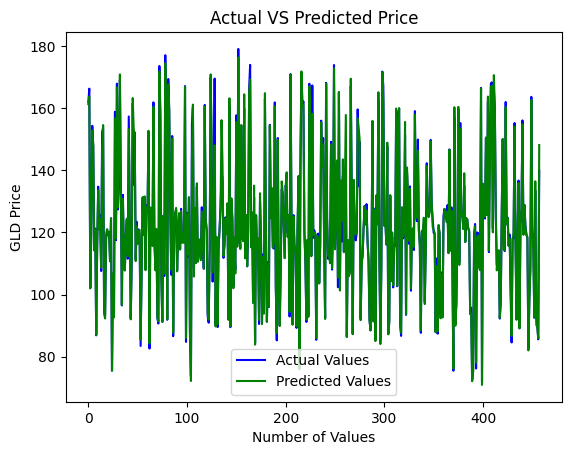 Actual VS Predicted Price
GLD Price
180
160
140
120
100
80
Actual Values
Predicted Values
0
100
200
300
400
Number of Values